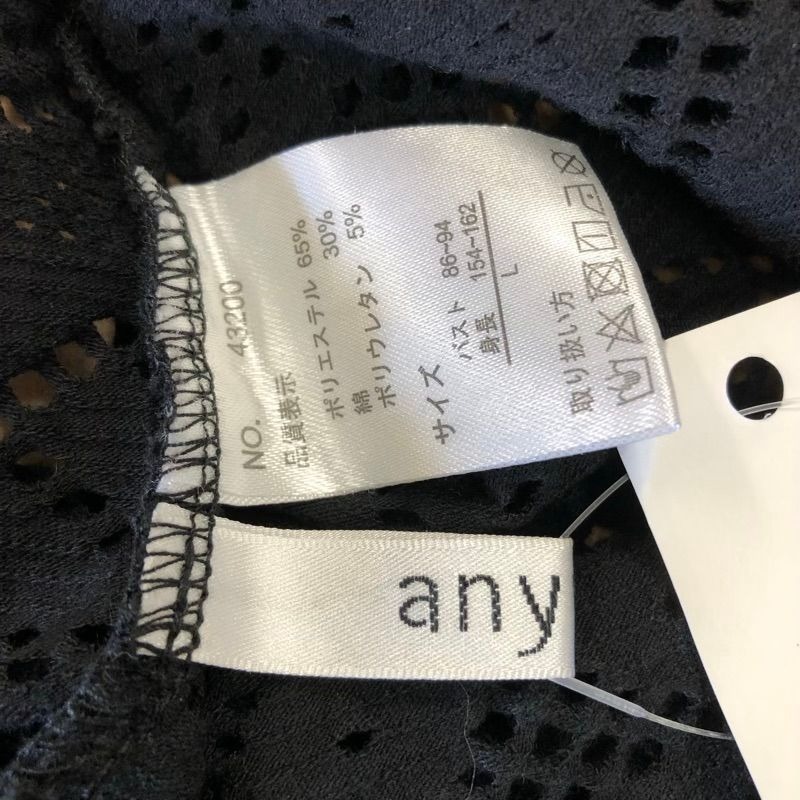 NO. 43200
品質表示
ポリエステル 65%
綿 30%
ポリウレタン 5%
サイズ
バスト 86~94
身長 154~162
L
取り扱い方
any